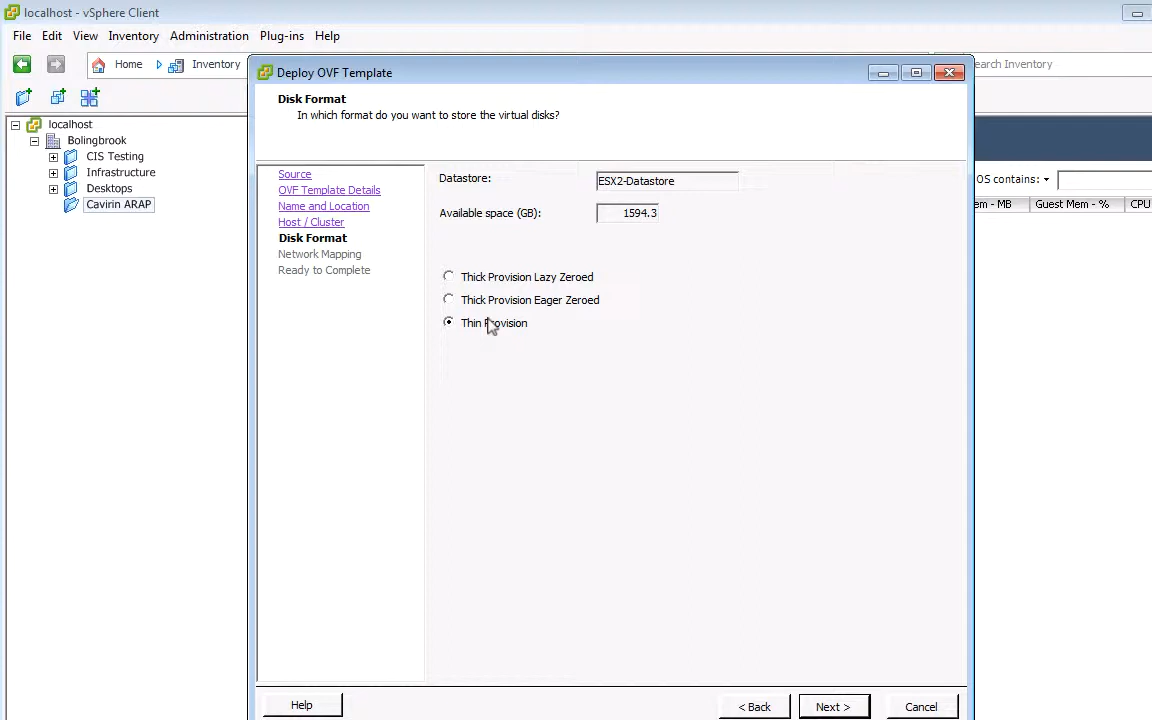 localhost - vSphere Client
File Edit View Inventory Administration Plug-ins Help
Home Inventory
earch Inventory
localhost
Bolingbrook
CIS Testing
Infrastructure
Desktops
Cavirin ARAP
Deploy OVF Template
Disk Format
In which format do you want to store the virtual disks?
Source
OVF Template Details
Name and Location
Host / Cluster
Disk Format
Network Mapping
Ready to Complete
Datastore: ESX2-Datastore
Available space (GB): 1594.3
Thick Provision Lazy Zeroed
Thick Provision Eager Zeroed
Thin Provision
OS contains:
em - MB Guest Mem - % CPU
Help < Back Next > Cancel